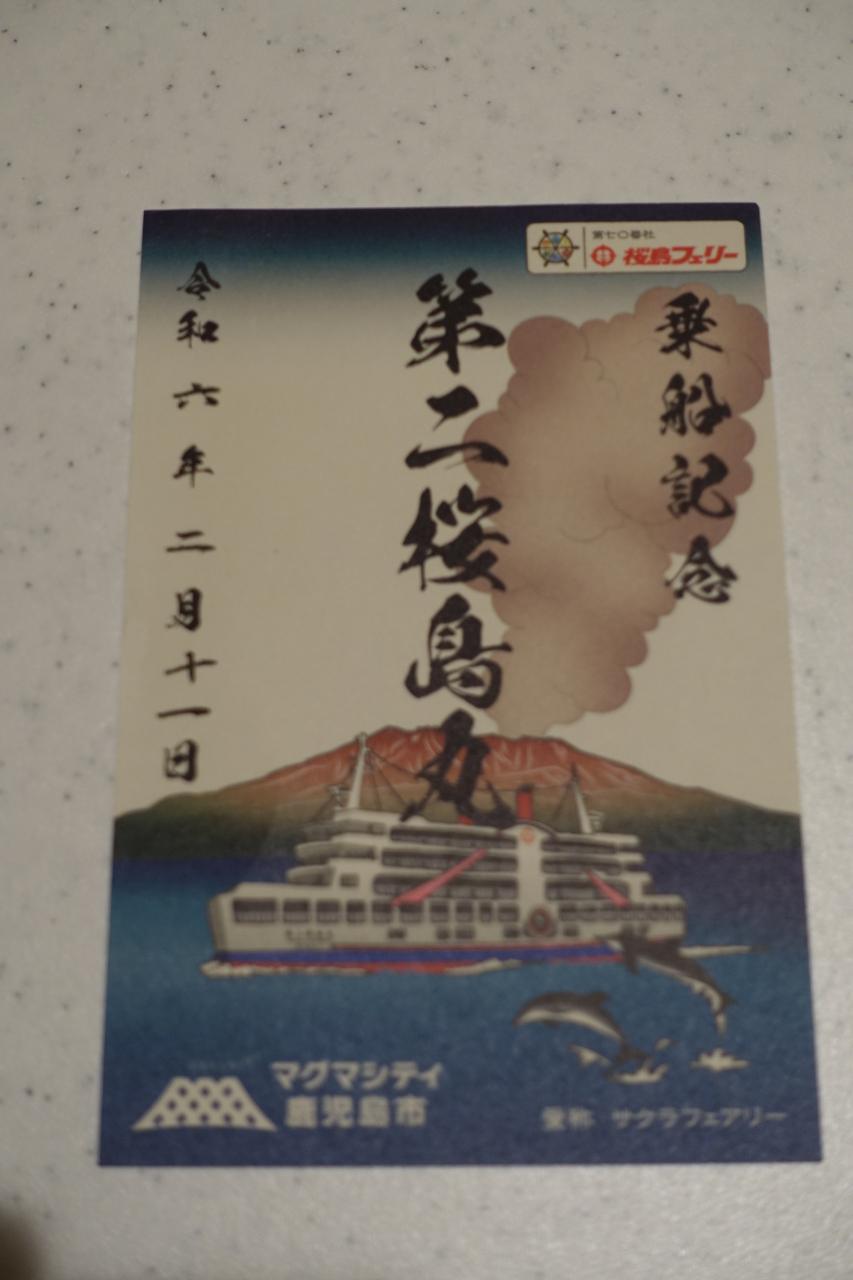 第七〇番社
桜島フェリー
乗船記念
第二桜島丸
令和六年二月十一日
マグマシティ
鹿児島市
愛称 サクラフェアリー